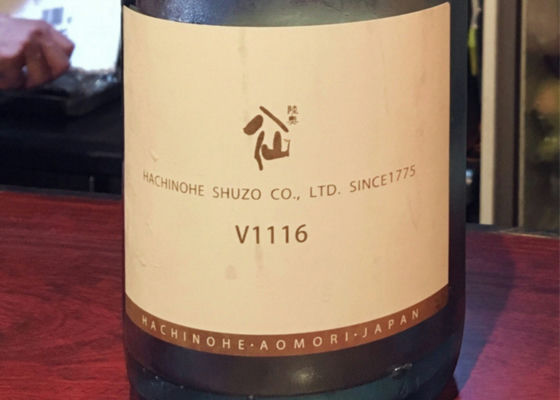 陸奥
八仙
HACHINOHE SHUZO CO., LTD. SINCE1775
V1116
HACHINOHE・AOMORI・JAPAN